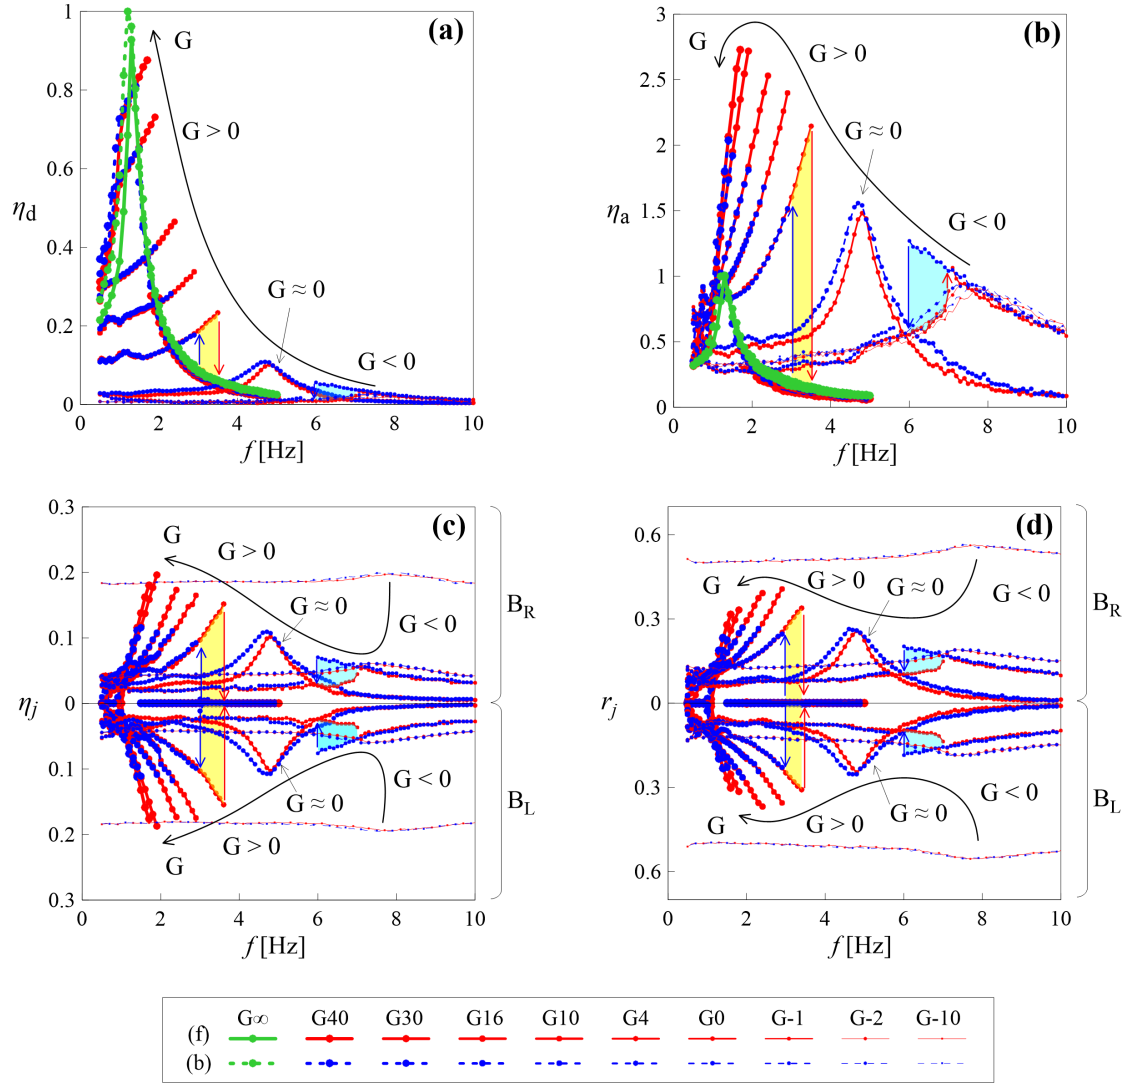 (a)
1
0.8
0.6
0.4
0.2
0
ηd
G
G > 0
G ≈ 0
G < 0
0 2 4 6 8 10
f [Hz]
(b)
3
2.5
2
1.5
1
0.5
0
ηa
G
G > 0
G ≈ 0
G < 0
0 2 4 6 8 10
f [Hz]
(c)
0.3
0.2
0.1
0
0.1
0.2
0.3
ηj
G
G > 0
G ≈ 0
G < 0
G ≈ 0
G < 0
G > 0
G
BR
BL
0 2 4 6 8 10
f [Hz]
(d)
0.6
0.3
0
0.3
0.6
rj
G
G > 0
G ≈ 0
G < 0
G ≈ 0
G < 0
G > 0
G
BR
BL
0 2 4 6 8 10
f [Hz]
G∞ G40 G30 G16 G10 G4 G0 G-1 G-2 G-10
(f)
(b)